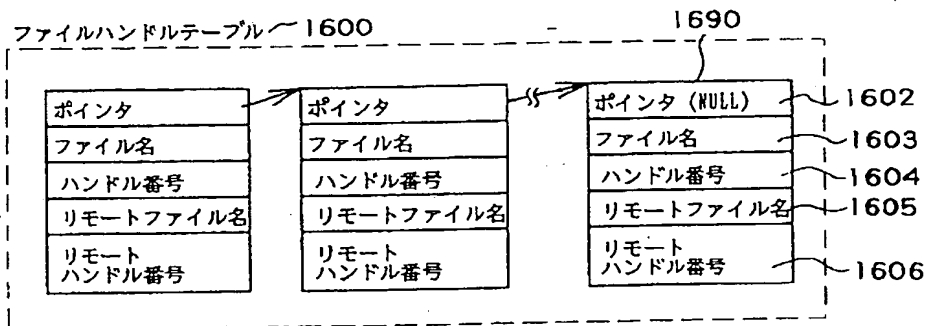 ファイルハンドルテーブル 1600
1690
ポインタ
ファイル名
ハンドル番号
リモートファイル名
リモート
ハンドル番号
ポインタ
ファイル名
ハンドル番号
リモートファイル名
リモート
ハンドル番号
ポインタ (NULL) 1602
ファイル名 1603
ハンドル番号 1604
リモートファイル名 1605
リモート
ハンドル番号 1606